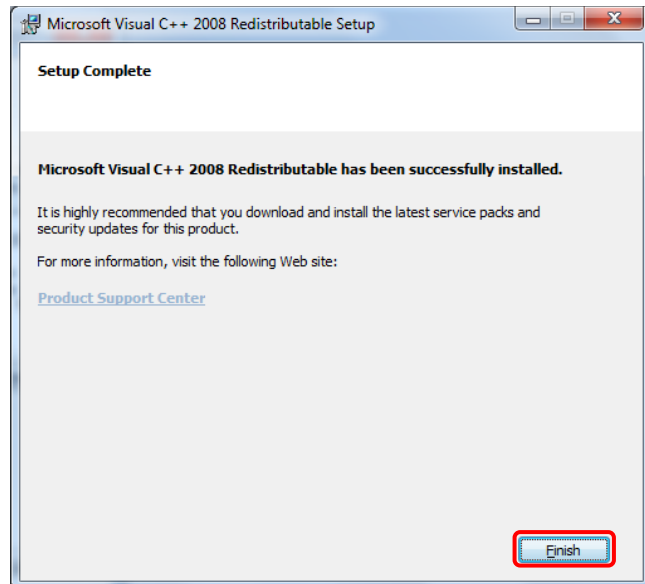 Microsoft Visual C++ 2008 Redistributable Setup
Setup Complete
Microsoft Visual C++ 2008 Redistributable has been successfully installed.
It is highly recommended that you download and install the latest service packs and
security updates for this product.
For more information, visit the following Web site:
Product Support Center
Finish